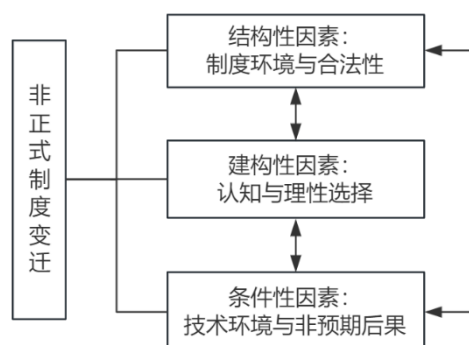 非正式制度变迁
结构性因素：
制度环境与合法性
建构性因素：
认知与理性选择
条件性因素：
技术环境与非预期后果